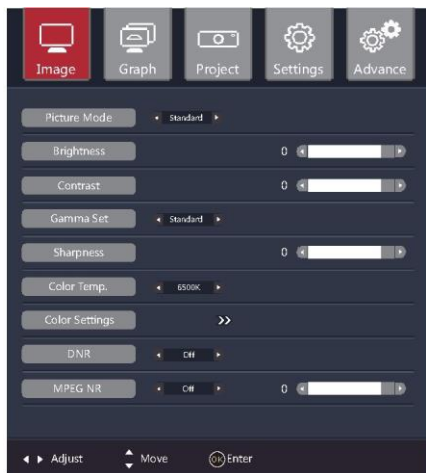 Image Graph Project Settings Advance
Picture Mode Standard
Brightness 0
Contrast 0
Gamma Set Standard
Sharpness 0
Color Temp. 6500K
Color Settings >>
DNR Off
MPEG NR Off 0
Adjust Move OK Enter